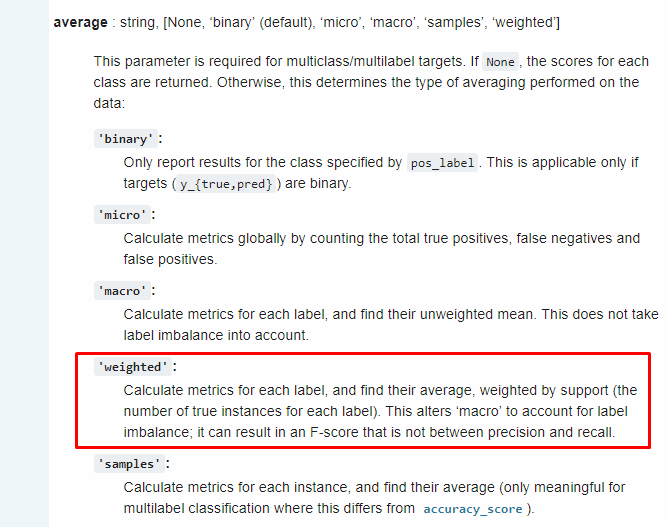 average : string, [None, ‘binary’ (default), ‘micro’, ‘macro’, ‘samples’, ‘weighted’]
This parameter is required for multiclass/multilabel targets. If None, the scores for each
class are returned. Otherwise, this determines the type of averaging performed on the
data:
'binary':
Only report results for the class specified by pos_label. This is applicable only if
targets (y_{true,pred}) are binary.
'micro':
Calculate metrics globally by counting the total true positives, false negatives and
false positives.
'macro':
Calculate metrics for each label, and find their unweighted mean. This does not take
label imbalance into account.
'weighted':
Calculate metrics for each label, and find their average, weighted by support (the
number of true instances for each label). This alters ‘macro’ to account for label
imbalance; it can result in an F-score that is not between precision and recall.
'samples':
Calculate metrics for each instance, and find their average (only meaningful for
multilabel classification where this differs from accuracy_score).